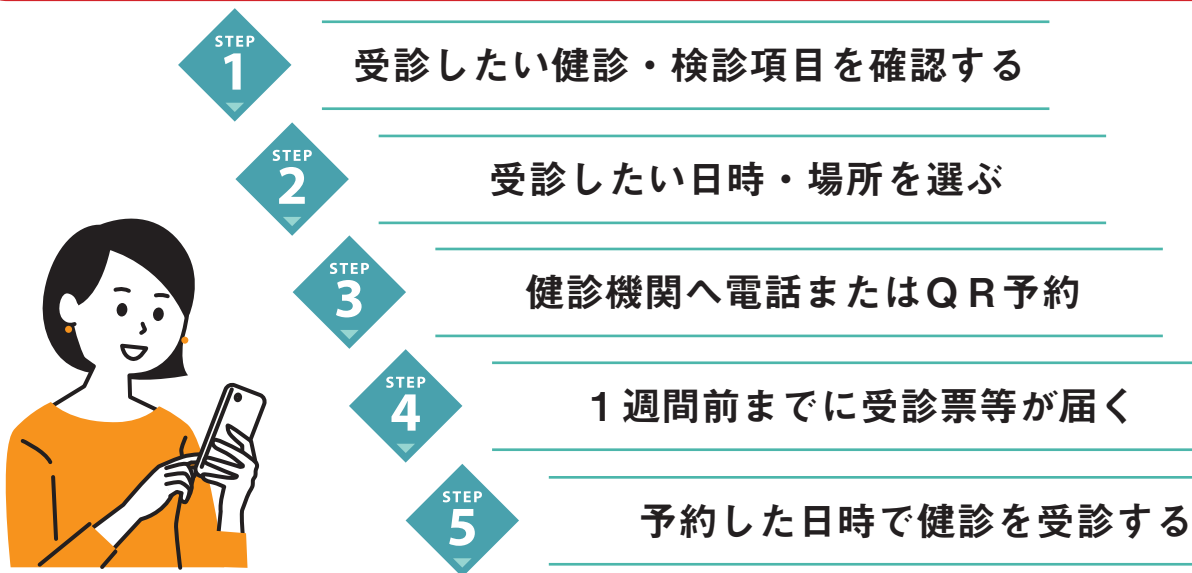 STEP
1
受診したい健診・検診項目を確認する
STEP
2
受診したい日時・場所を選ぶ
STEP
3
健診機関へ電話またはＱＲ予約
STEP
4
１週間前までに受診票等が届く
STEP
5
予約した日時で健診を受診する